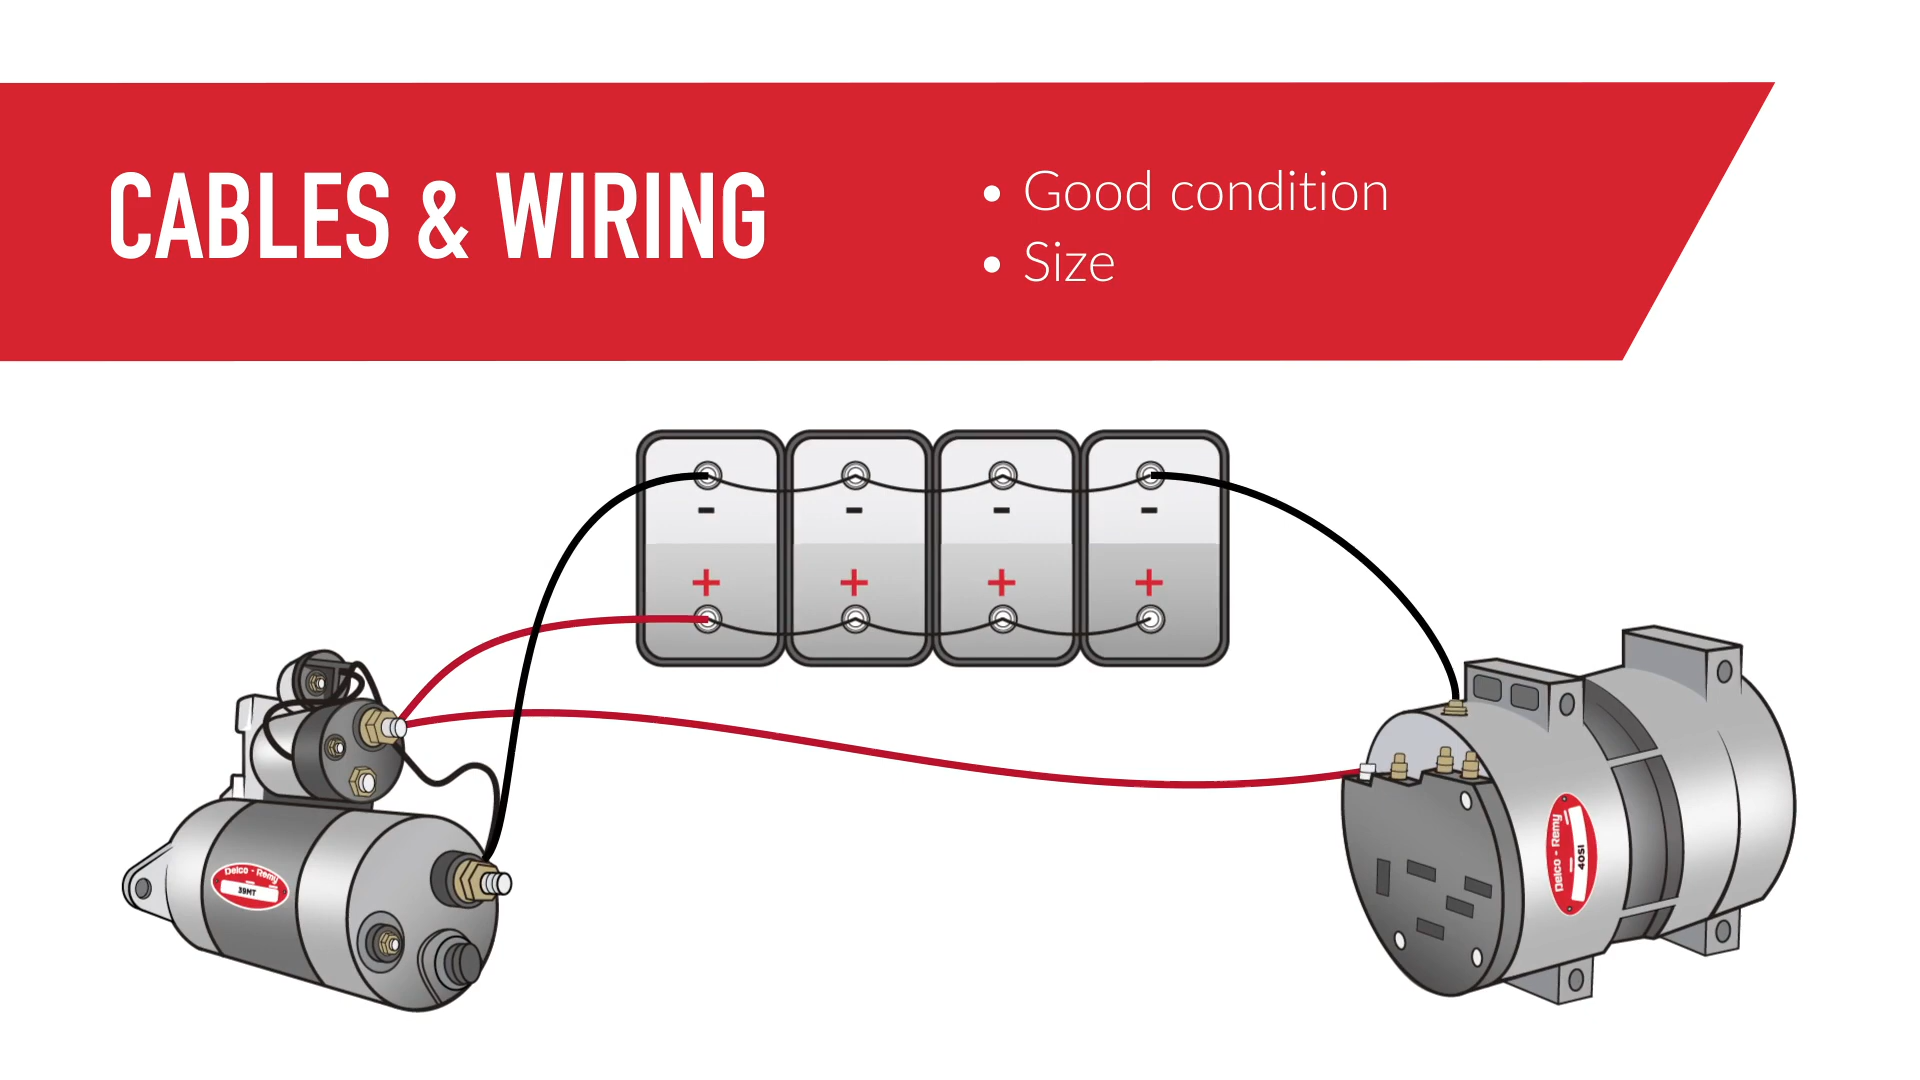 CABLES & WIRING
• Good condition
• Size
- - - -
+ + + +
Delco - Remy
39MT
Delco - Remy
40SI